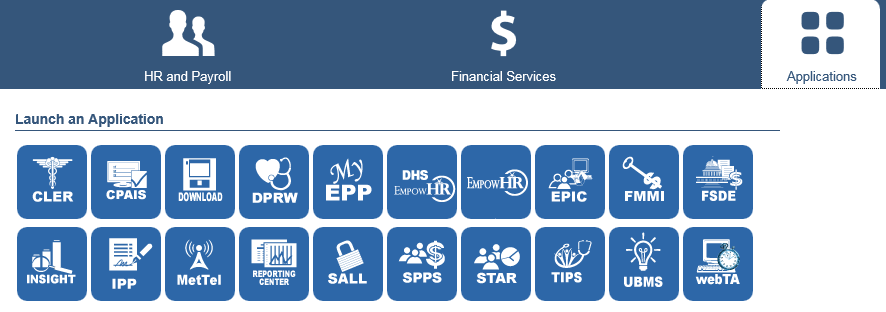 HR and Payroll
Financial Services
Applications
Launch an Application
CLER
CPAIS
DOWNLOAD
DPRW
My
EPP
DHS
EMPOWHR
EMPOWHR
EPIC
FMMI
FSDE
INSIGHT
IPP
MetTel
REPORTING
CENTER
SALL
SPPS
STAR
TIPS
UBMS
webTA